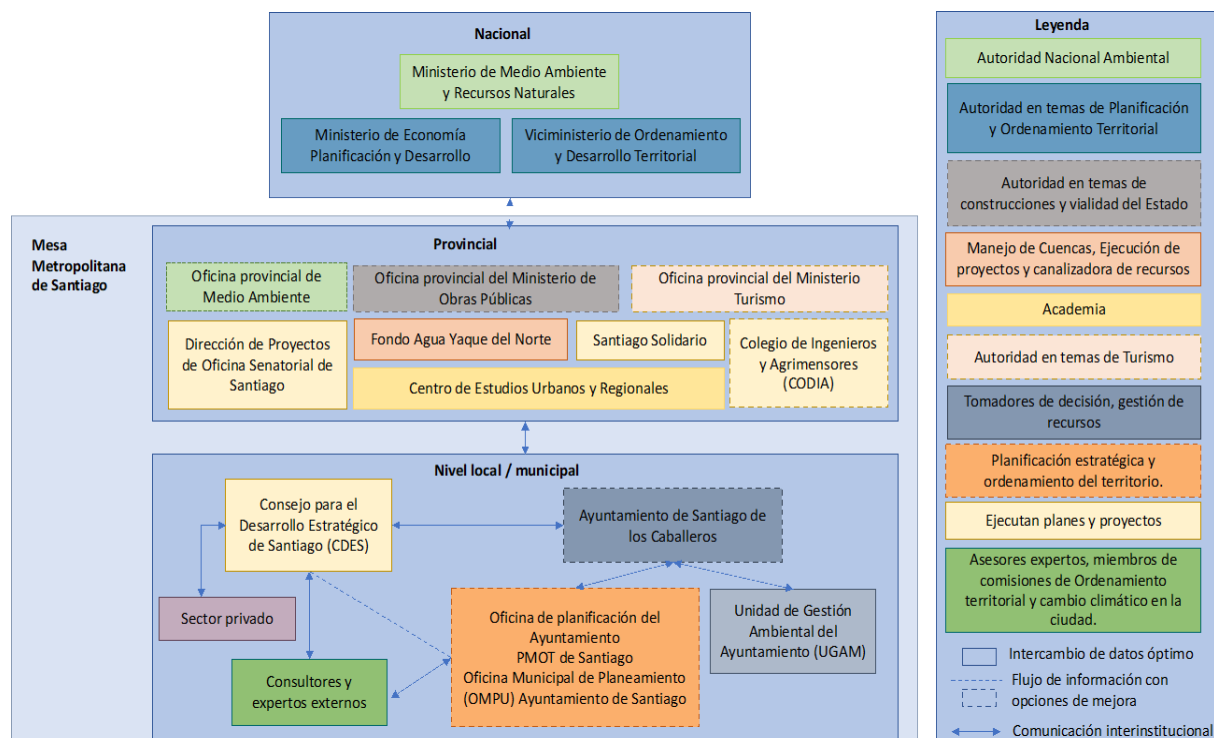 Nacional
Ministerio de Medio Ambiente
y Recursos Naturales
Ministerio de Economía
Planificación y Desarrollo
Viciministerio de Ordenamiento
y Desarrollo Territorial
Mesa
Metropolitana
de Santiago
Provincial
Oficina provincial de
Medio Ambiente
Oficina provincial del Ministerio de
Obras Públicas
Oficina provincial del Ministerio
Turismo
Dirección de Proyectos
de Oficina Senatorial de
Santiago
Fondo Agua Yaque del Norte
Santiago Solidario
Colegio de Ingenieros
y Agrimensores
(CODIA)
Centro de Estudios Urbanos y Regionales
Nivel local / municipal
Consejo para el
Desarrollo Estratégico
de Santiago (CDES)
Ayuntamiento de Santiago de
los Caballeros
Sector privado
Oficina de planificación del
Ayuntamiento
PMOT de Santiago
Oficina Municipal de Planeamiento
(OMPU) Ayuntamiento de Santiago
Unidad de Gestión
Ambiental del
Ayuntamiento (UGAM)
Consultores y
expertos externos
Leyenda
Autoridad Nacional Ambiental
Autoridad en temas de Planificación
y Ordenamiento Territorial
Autoridad en temas de
construcciones y vialidad del Estado
Manejo de Cuencas, Ejecución de
proyectos y canalizadora de recursos
Academia
Autoridad en temas de Turismo
Tomadores de decisión, gestión de
recursos
Planificación estratégica y
ordenamiento del territorio.
Ejecutan planes y proyectos
Asesores expertos, miembros de
comisiones de Ordenamiento
territorial y cambio climático en la
ciudad.
Intercambio de datos óptimo
Flujo de información con
opciones de mejora
Comunicación interinstitucional